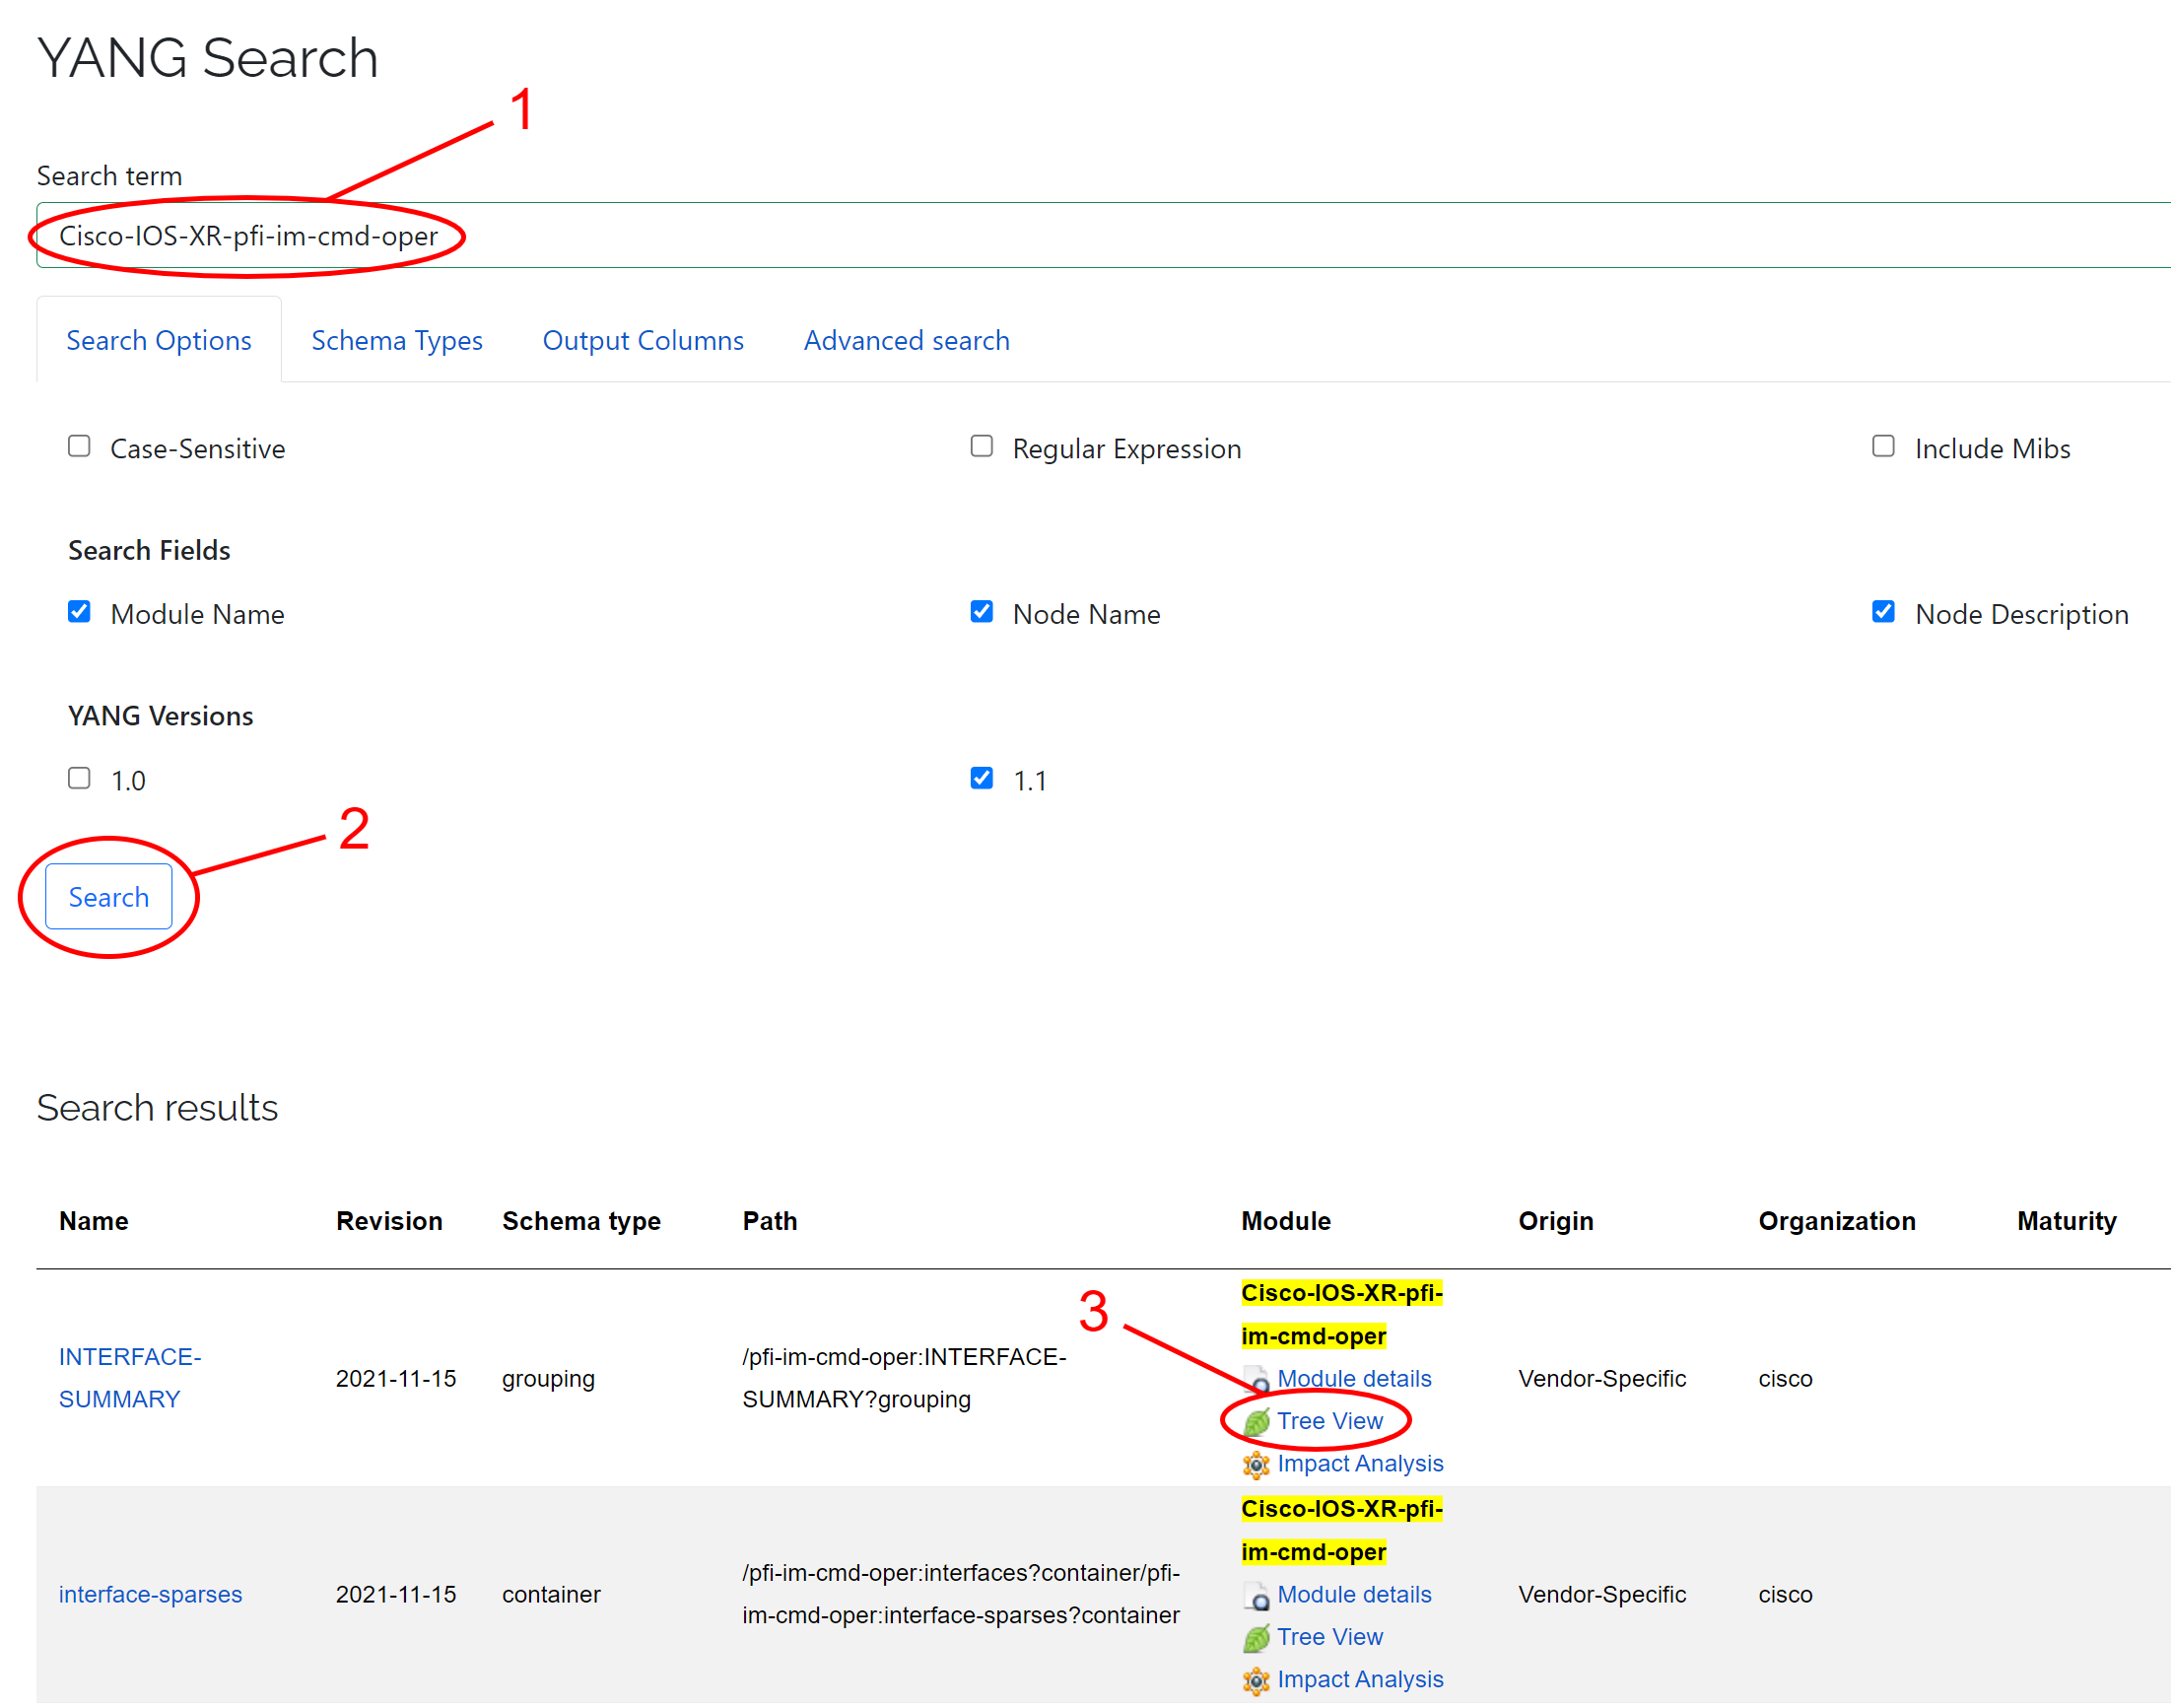 YANG Search
1
Search term
Cisco-IOS-XR-pfi-im-cmd-oper
Search Options Schema Types Output Columns Advanced search
Case-Sensitive Regular Expression Include Mibs
Search Fields
Module Name Node Name Node Description
YANG Versions
1.0 1.1
2
Search
Search results
Name Revision Schema type Path Module Origin Organization Maturity
INTERFACE-
SUMMARY
2021-11-15
grouping
/pfi-im-cmd-oper:INTERFACE-
SUMMARY?grouping
3
Cisco-IOS-XR-pfi-
im-cmd-oper
Module details
Tree View
Impact Analysis
Vendor-Specific
cisco
interface-sparses
2021-11-15
container
/pfi-im-cmd-oper:interfaces?container/pfi-
im-cmd-oper:interface-sparses?container
Cisco-IOS-XR-pfi-
im-cmd-oper
Module details
Tree View
Impact Analysis
Vendor-Specific
cisco